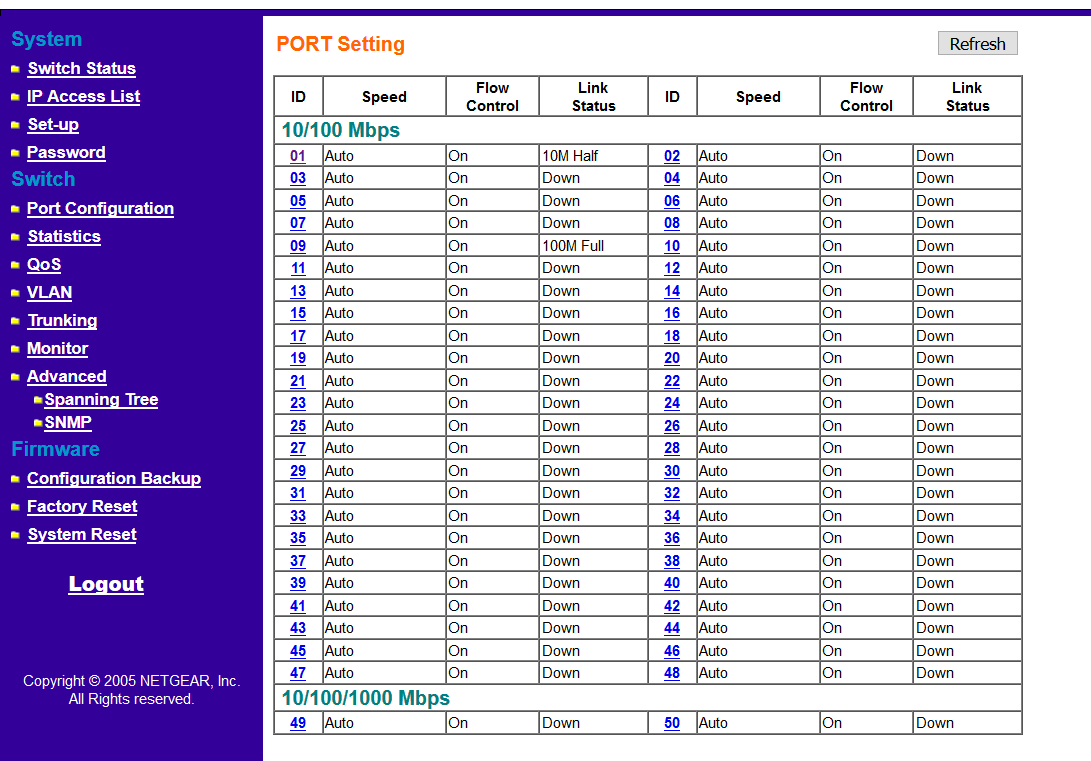 System
Switch Status
IP Access List
Set-up
Password
Switch
Port Configuration
Statistics
QoS
VLAN
Trunking
Monitor
Advanced
Spanning Tree
SNMP
Firmware
Configuration Backup
Factory Reset
System Reset
Logout
Copyright © 2005 NETGEAR, Inc.
All Rights reserved.
PORT Setting
Refresh
ID Speed Flow Control Link Status ID Speed Flow Control Link Status
10/100 Mbps
01 Auto On 10M Half 02 Auto On Down
03 Auto On Down 04 Auto On Down
05 Auto On Down 06 Auto On Down
07 Auto On Down 08 Auto On Down
09 Auto On 100M Full 10 Auto On Down
11 Auto On Down 12 Auto On Down
13 Auto On Down 14 Auto On Down
15 Auto On Down 16 Auto On Down
17 Auto On Down 18 Auto On Down
19 Auto On Down 20 Auto On Down
21 Auto On Down 22 Auto On Down
23 Auto On Down 24 Auto On Down
25 Auto On Down 26 Auto On Down
27 Auto On Down 28 Auto On Down
29 Auto On Down 30 Auto On Down
31 Auto On Down 32 Auto On Down
33 Auto On Down 34 Auto On Down
35 Auto On Down 36 Auto On Down
37 Auto On Down 38 Auto On Down
39 Auto On Down 40 Auto On Down
41 Auto On Down 42 Auto On Down
43 Auto On Down 44 Auto On Down
45 Auto On Down 46 Auto On Down
47 Auto On Down 48 Auto On Down
10/100/1000 Mbps
49 Auto On Down 50 Auto On Down